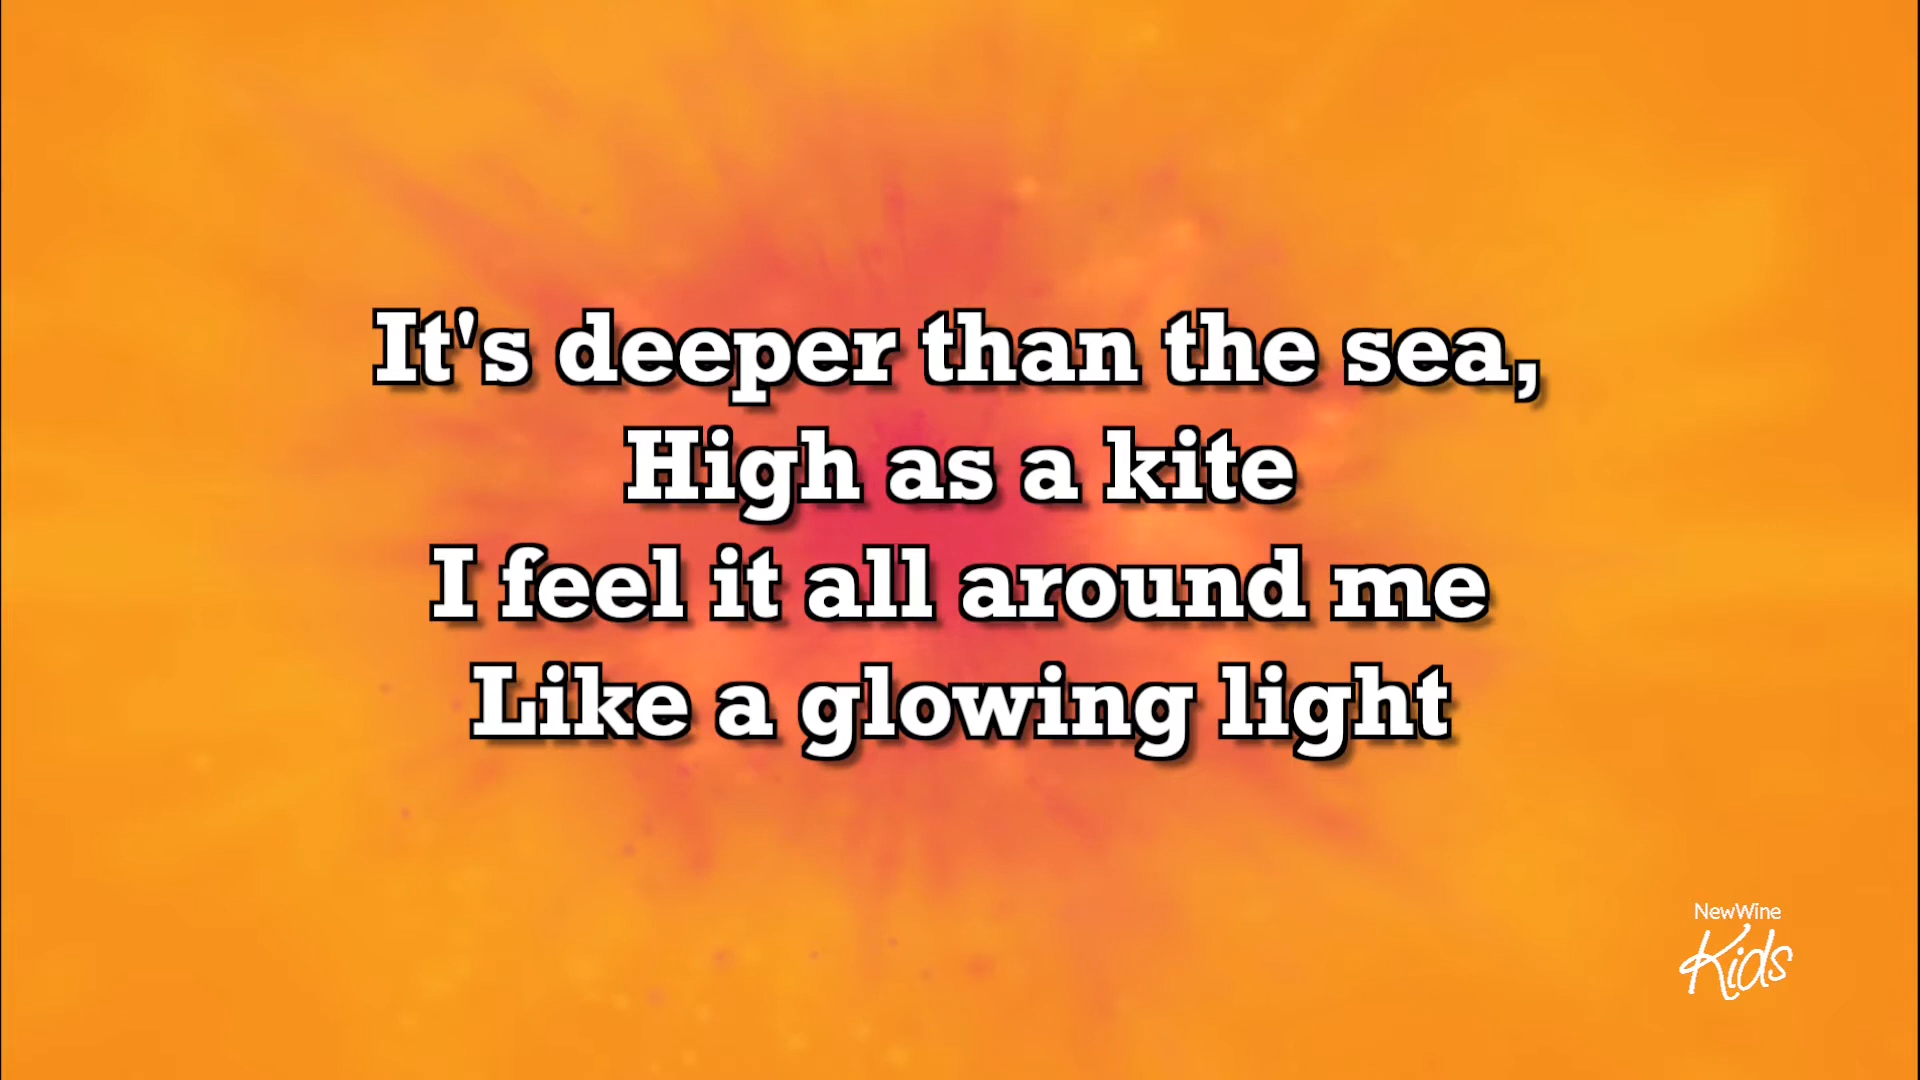 It's deeper than the sea,
High as a kite
I feel it all around me
Like a glowing light
NewWine
Kids